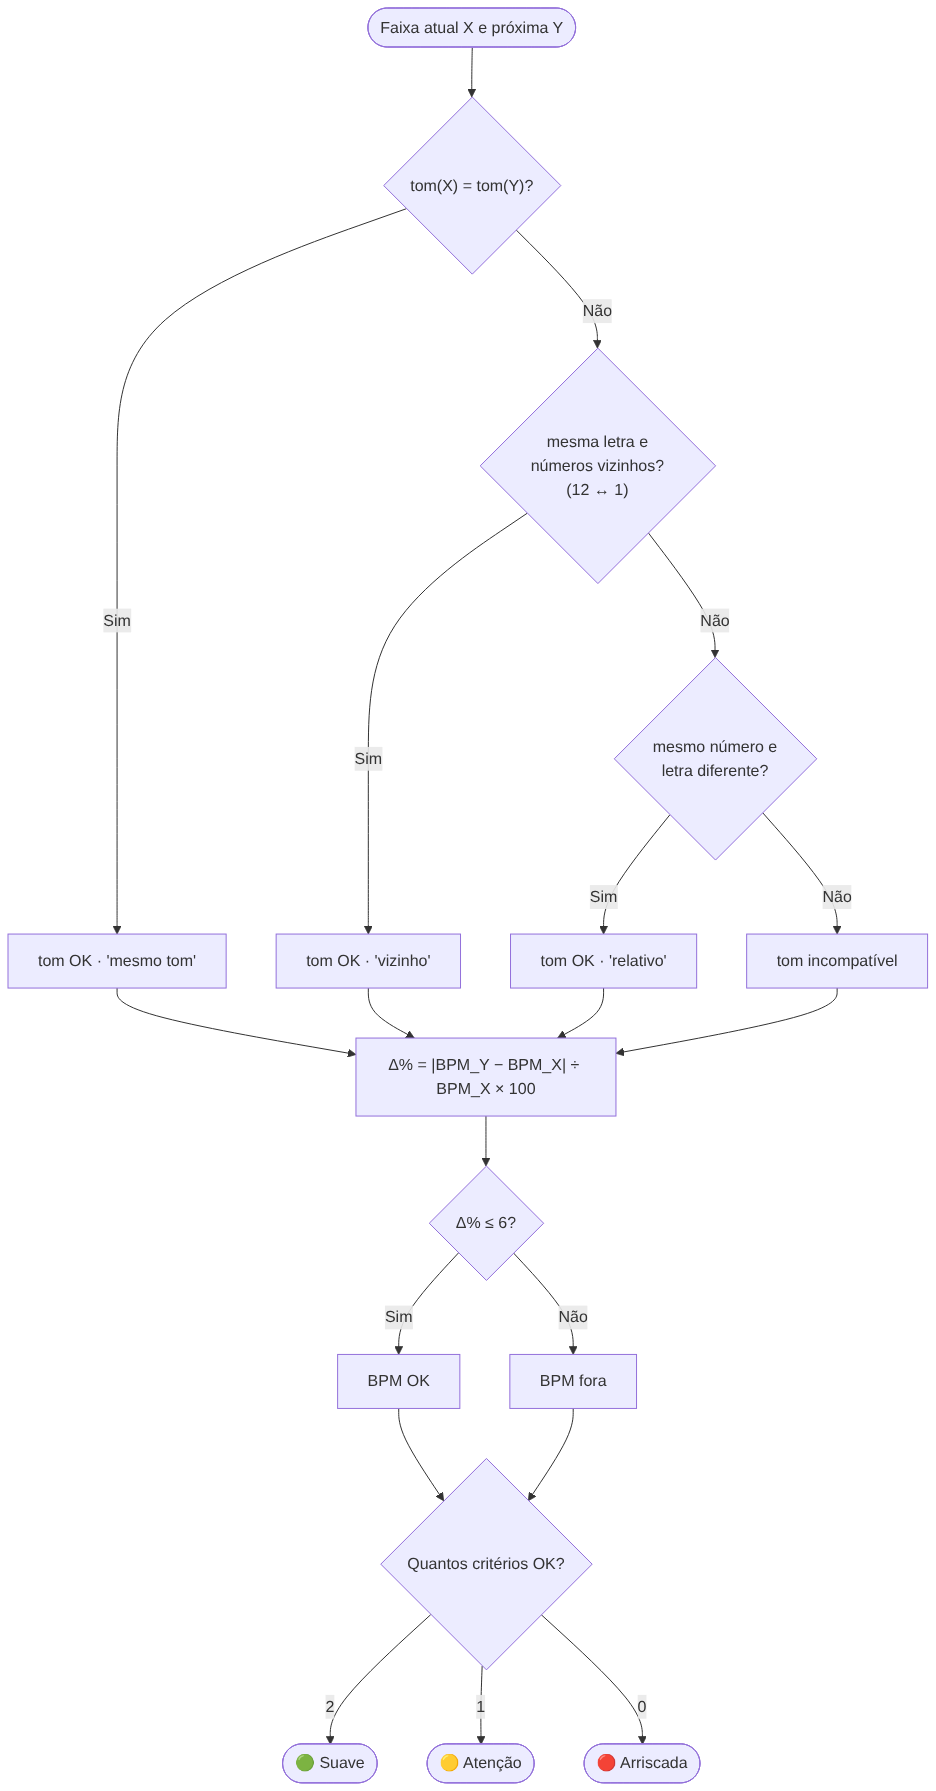 Faixa atual X e próxima Y
tom(X) = tom(Y)?
Não
mesma letra e
números vizinhos?
(12 ↔ 1)
Sim
Não
mesmo número e
letra diferente?
Sim
Sim
Não
tom OK · 'mesmo tom'
tom OK · 'vizinho'
tom OK · 'relativo'
tom incompatível
Δ% = |BPM_Y − BPM_X| ÷
BPM_X × 100
Δ% ≤ 6?
Sim
Não
BPM OK
BPM fora
Quantos critérios OK?
2
1
0
🟢 Suave
🟡 Atenção
🔴 Arriscada